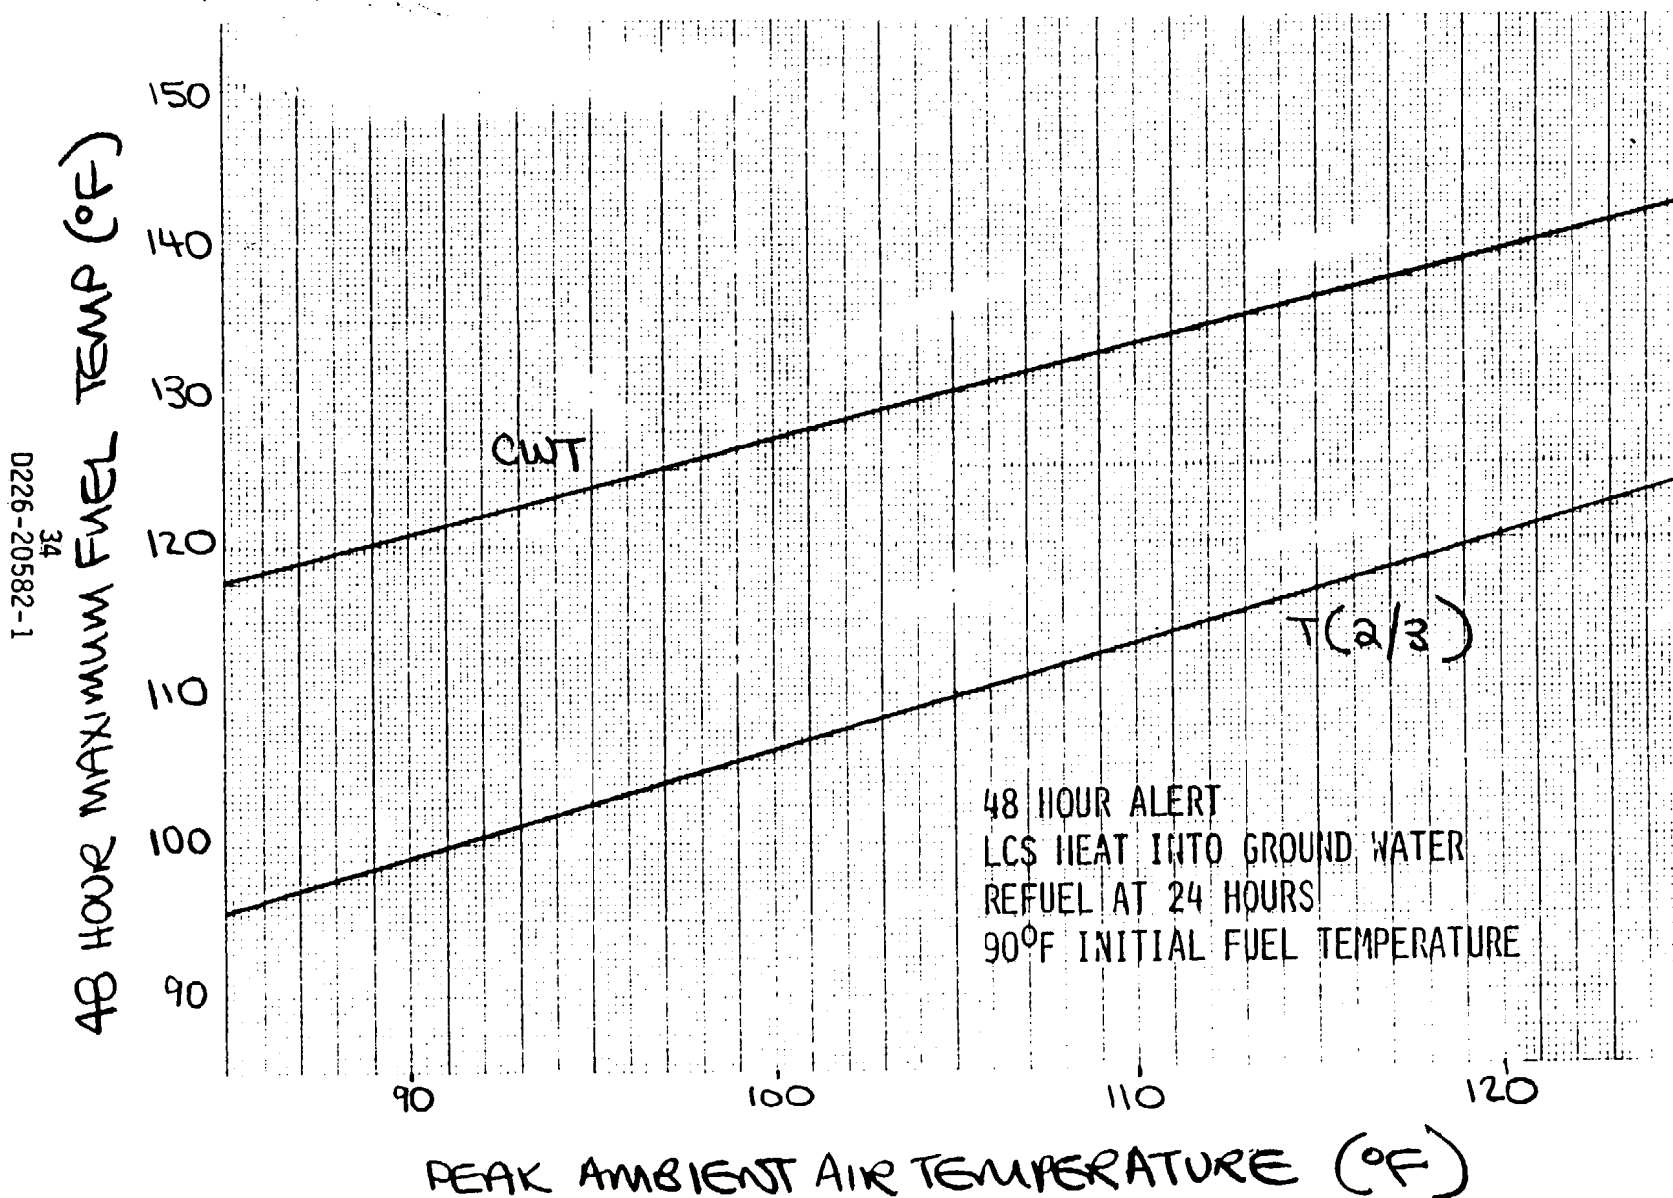 150
140
130
120
110
100
90
48 HOUR MAXIMUM FUEL TEMP (°F)
34
D226-20582-1
CWT
T(2/3)
48 HOUR ALERT
LCS HEAT INTO GROUND WATER
REFUEL AT 24 HOURS
90°F INITIAL FUEL TEMPERATURE
90
100
110
120
PEAK AMBIENT AIR TEMPERATURE (°F)